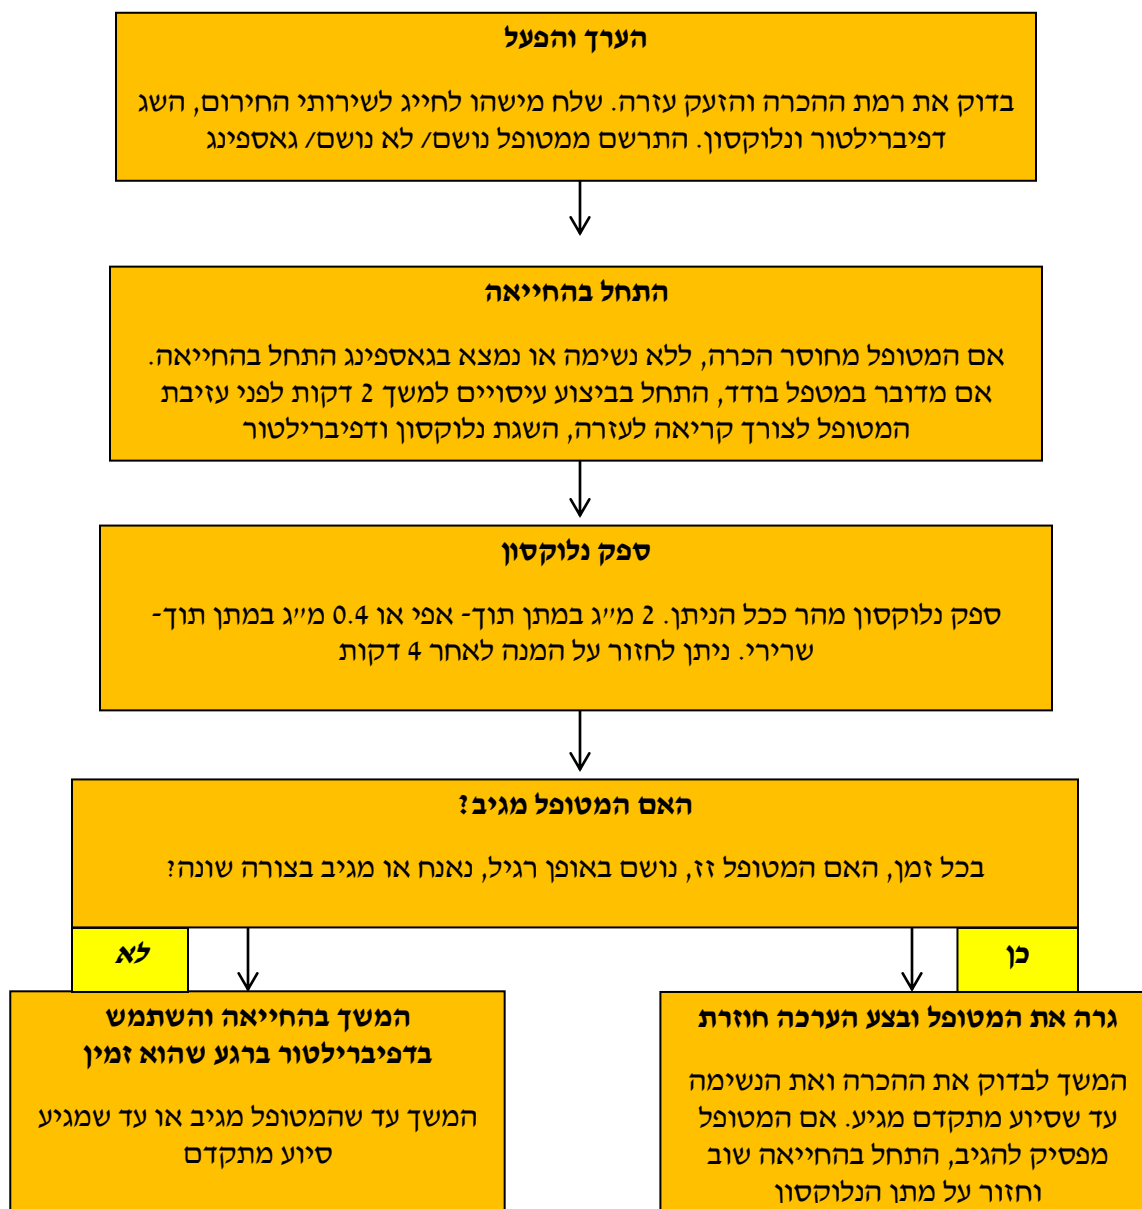 הערך והפעל
בדוק את רמת ההכרה והזעק עזרה. שלח מישהו לחייג לשירותי החירום, השג
דפיברילטור ונלוקסון. התרשם ממטופל נושם/ לא נושם/ גאספינג
התחל בהחייאה
אם המטופל מחוסר הכרה, ללא נשימה או נמצא בגאספינג התחל בהחייאה.
אם מדובר במטפל בודד, התחל בביצוע עיסויים למשך 2 דקות לפני עזיבת
המטופל לצורך קריאה לעזרה, השגת נלוקסון ודפיברילטור
ספק נלוקסון
ספק נלוקסון מהר ככל הניתן. 2 מ״ג במתן תוך- אפי או 0.4 מ״ג במתן תוך-
שרירי. ניתן לחזור על המנה לאחר 4 דקות
האם המטופל מגיב?
בכל זמן, האם המטופל זז, נושם באופן רגיל, נאנח או מגיב בצורה שונה?
כן
גרה את המטופל ובצע הערכה חוזרת
המשך לבדוק את ההכרה ואת הנשימה
עד שסיוע מתקדם מגיע. אם המטופל
מפסיק להגיב, התחל בהחייאה שוב
וחזור על מתן הנלוקסון
לא
המשך בהחייאה והשתמש
בדפיברילטור ברגע שהוא זמין
המשך עד שהמטופל מגיב או עד שמגיע
סיוע מתקדם